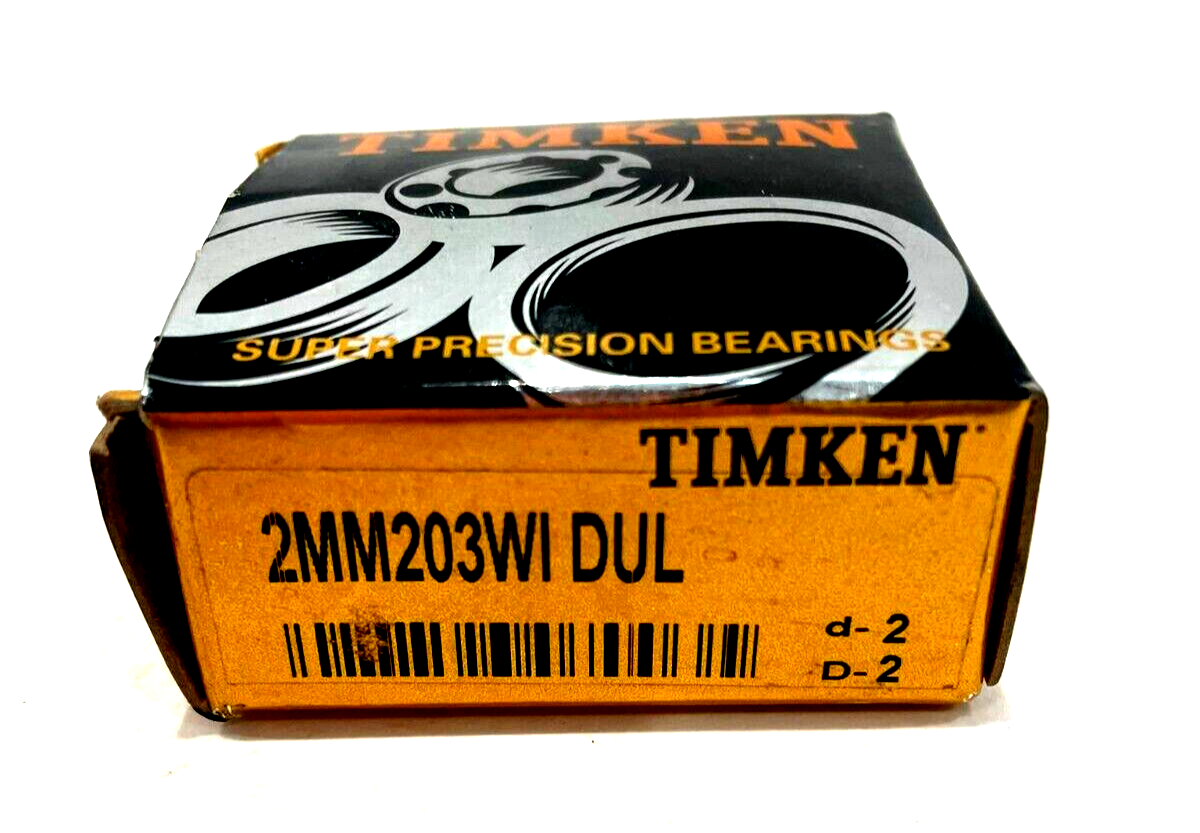 TIMKEN
SUPER PRECISION BEARINGS
TIMKEN
2MM203WI DUL
d-2
D-2